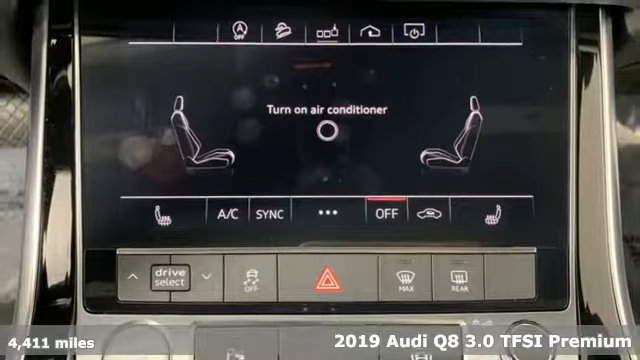 A
OFF
Turn on air conditioner
A/C SYNC ••• OFF
drive
select
OFF
MAX
REAR
4,411 miles
2019 Audi Q8 3.0 TFSI Premium